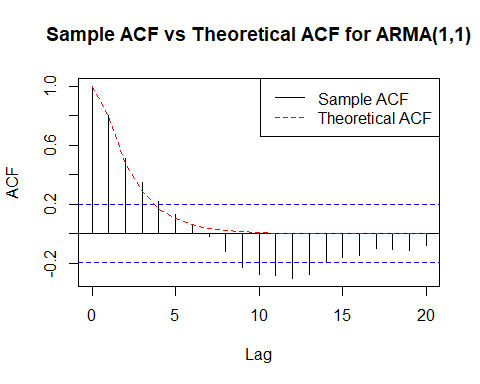 Sample ACF vs Theoretical ACF for ARMA(1,1)
Sample ACF
Theoretical ACF
ACF
1.0
0.6
0.2
-0.2
0
5
10
15
20
Lag